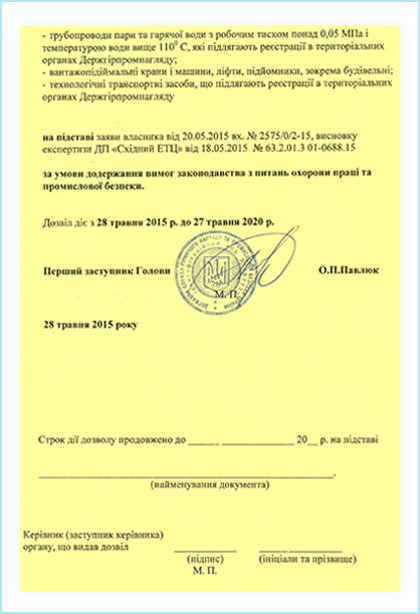 - трубопроводи пари та гарячої води з робочим тиском понад 0,05 МПа і
температурою води вище 110⁰ С, які підлягають реєстрації в територіальних
органах Держгірпромнагляду;
- вантажопідіймальні крани і машини, ліфти, підйомники, зокрема будівельні;
- технологічні транспортні засоби, що підлягають реєстрації в територіальних
органах Держгірпромнагляду
на підставі заяви власника від 20.05.2015 вх. № 2575/0/2-15, висновку
експертизи ДП «Східний ЕТЦ» від 18.05.2015 № 63.2.01.3 01-0688.15
за умови додержання вимог законодавства з питань охорони праці та
промислової безпеки.
Дозвіл діє з 28 травня 2015 р. до 27 травня 2020 р.
Перший заступник Голови О.П.Павлюк
М. П.
28 травня 2015 року
Строк дії дозволу продовжено до ______ ______________ 20__ р. на підставі
______________________________________________.
(найменування документа)
Керівник (заступник керівника)
органу, що видав дозвіл ____________ __________________
(підпис) (ініціали та прізвище)
М. П.